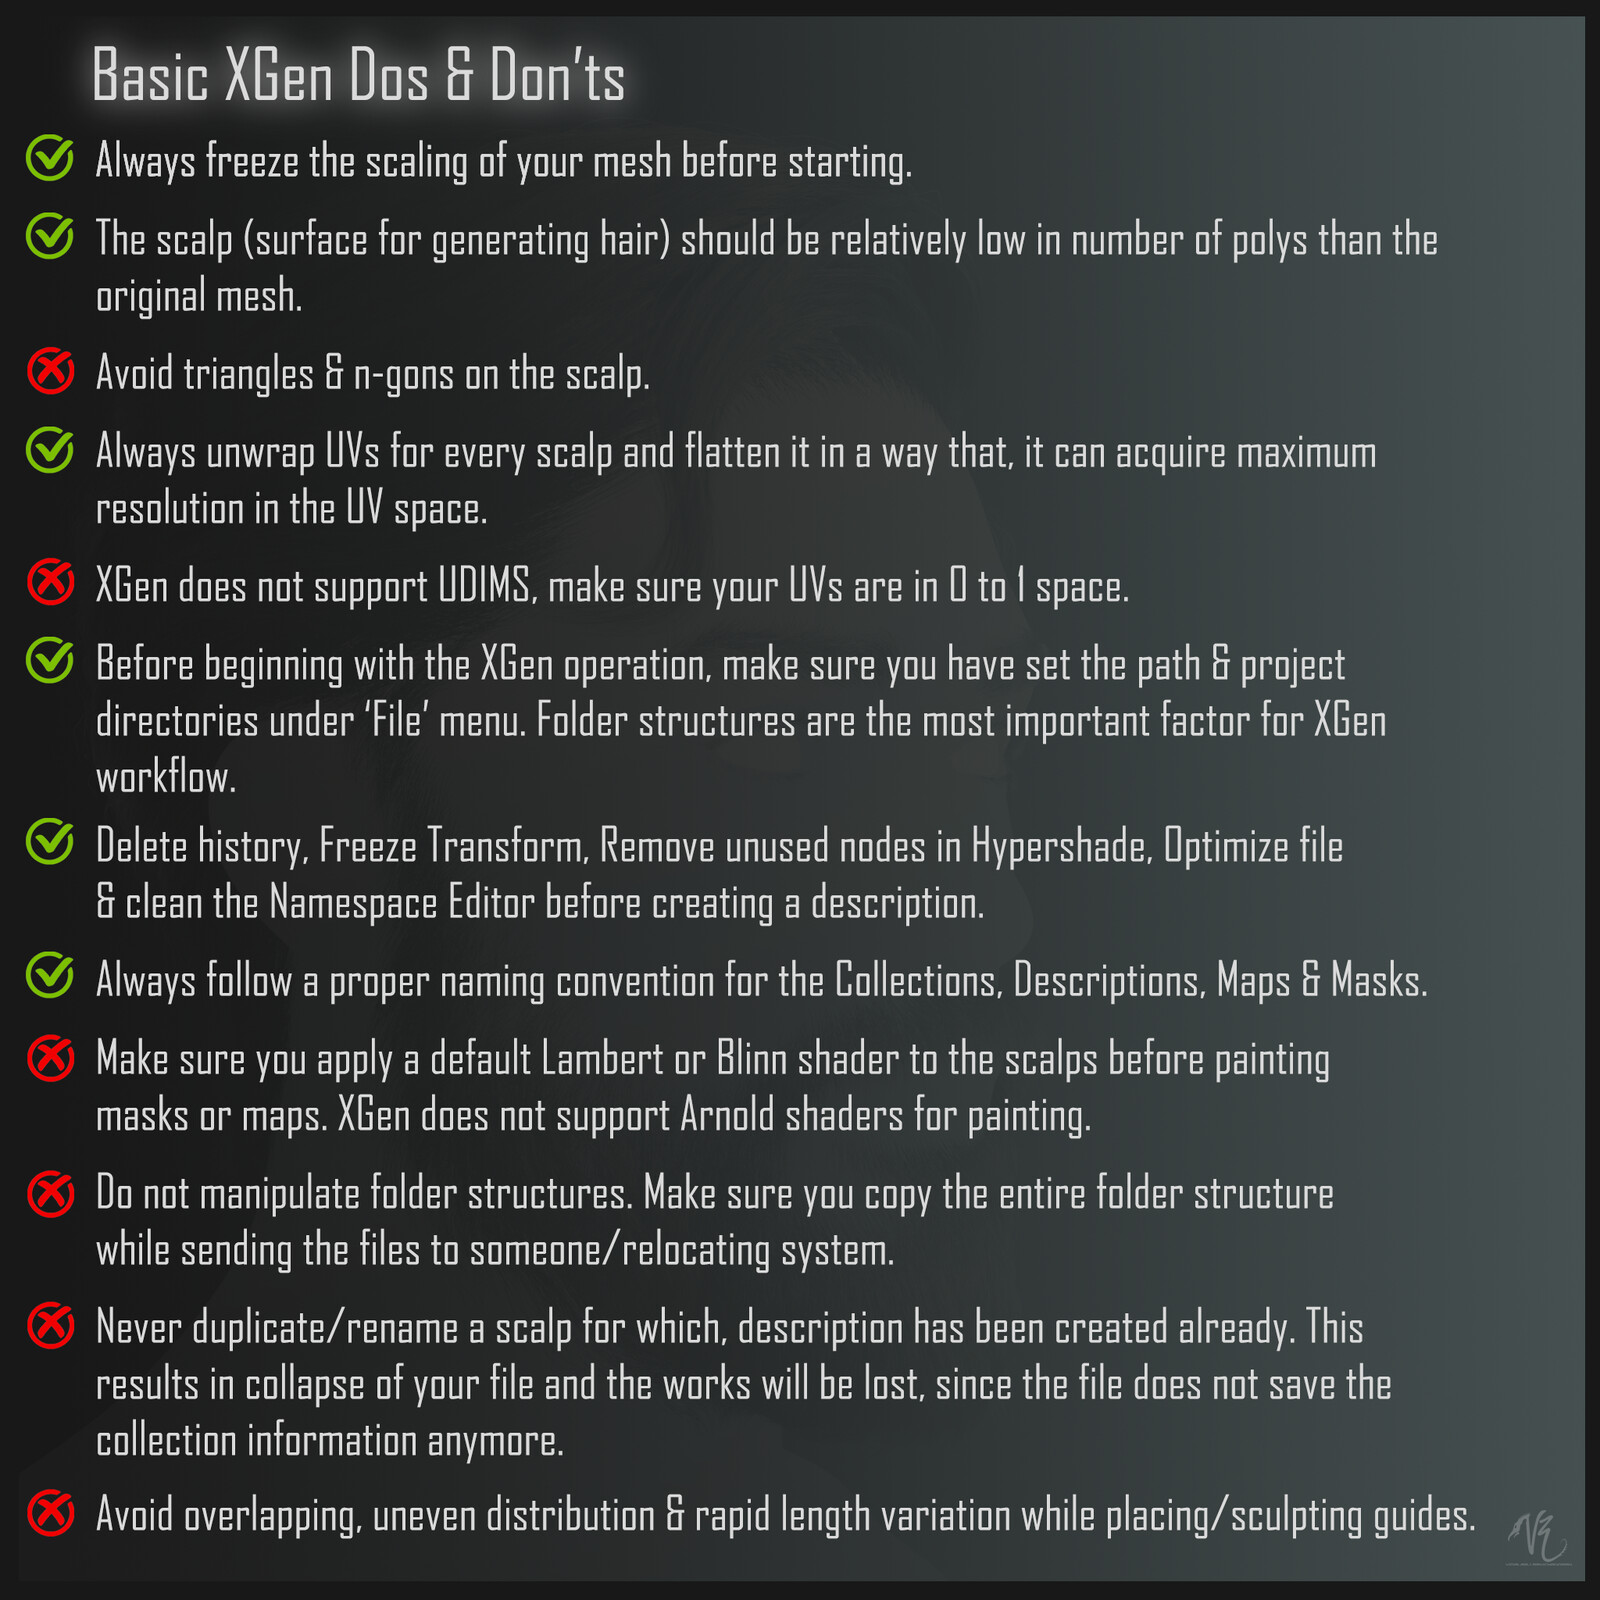 Basic XGen Dos & Don'ts
Always freeze the scaling of your mesh before starting.
The scalp (surface for generating hair) should be relatively low in number of polys than the
original mesh.
Avoid triangles & n-gons on the scalp.
Always unwrap UVs for every scalp and flatten it in a way that, it can acquire maximum
resolution in the UV space.
XGen does not support UDIMS, make sure your UVs are in 0 to 1 space.
Before beginning with the XGen operation, make sure you have set the path & project
directories under ‘File’ menu. Folder structures are the most important factor for XGen
workflow.
Delete history, Freeze Transform, Remove unused nodes in Hypershade, Optimize file
& clean the Namespace Editor before creating a description.
Always follow a proper naming convention for the Collections, Descriptions, Maps & Masks.
Make sure you apply a default Lambert or Blinn shader to the scalps before painting
masks or maps. XGen does not support Arnold shaders for painting.
Do not manipulate folder structures. Make sure you copy the entire folder structure
while sending the files to someone/relocating system.
Never duplicate/rename a scalp for which, description has been created already. This
results in collapse of your file and the works will be lost, since the file does not save the
collection information anymore.
Avoid overlapping, uneven distribution & rapid length variation while placing/sculpting guides.